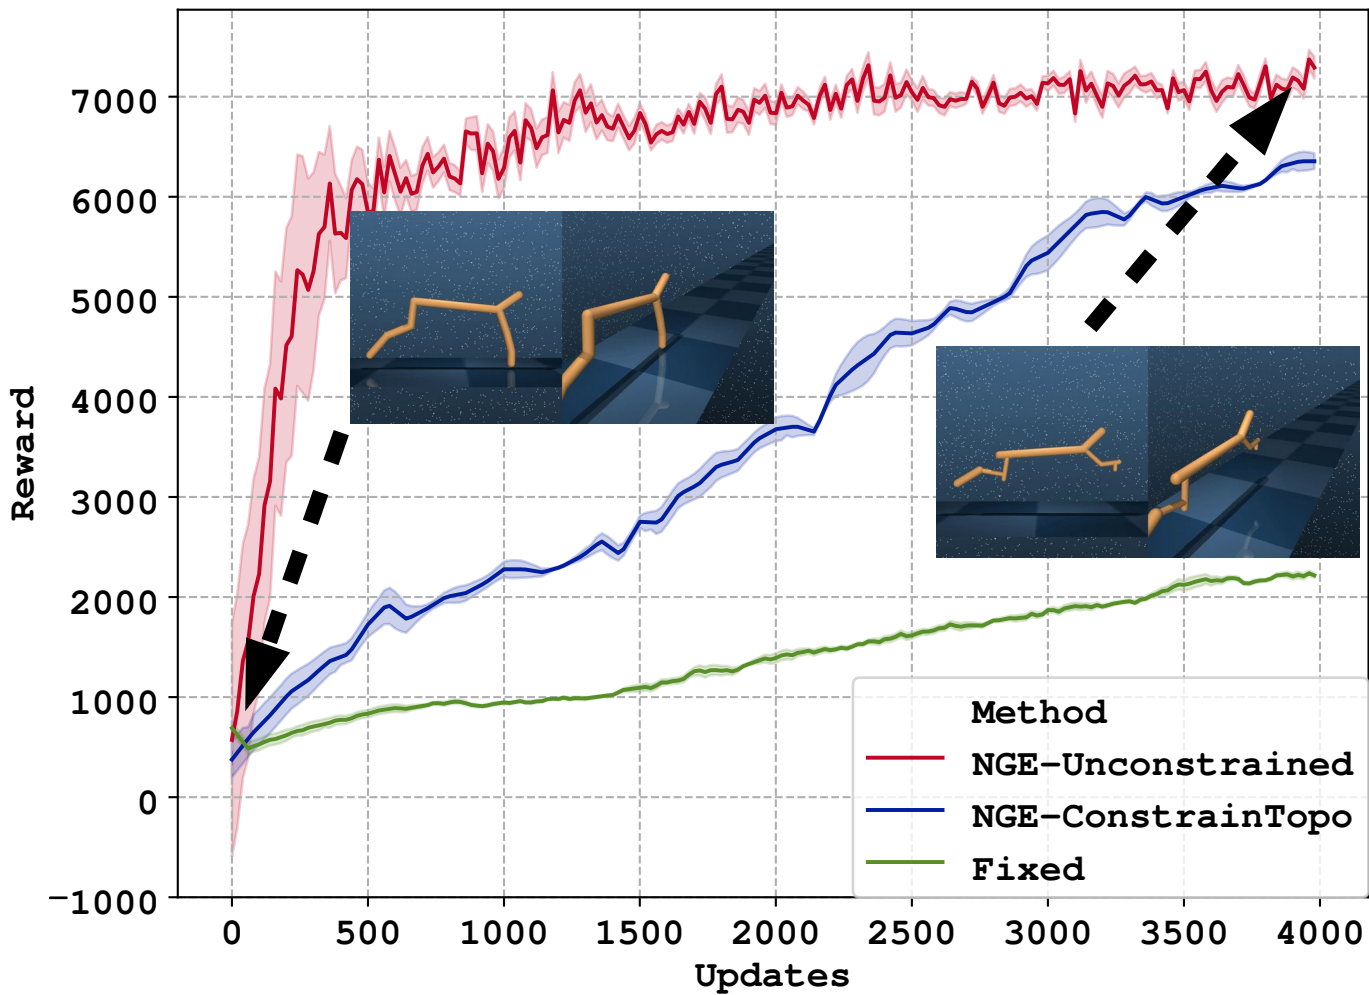 7000
6000
5000
4000
3000
2000
1000
0
−1000
Reward
0 500 1000 1500 2000 2500 3000 3500 4000
Updates
Method
NGE−Unconstrained
NGE−ConstrainTopo
Fixed